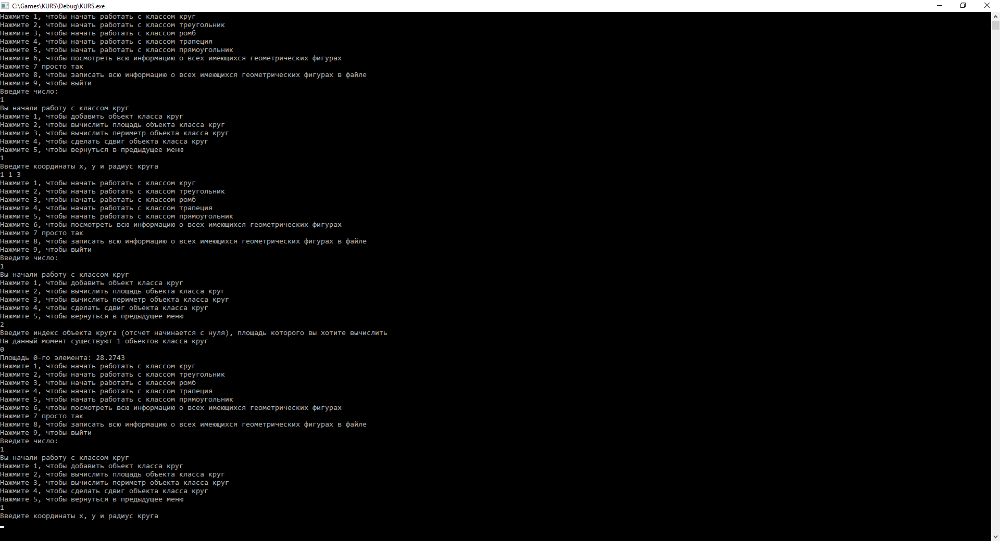 C:\Games\KURS\Debug\KURS.exe
Нажмите 1, чтобы начать работать с классом круг
Нажмите 2, чтобы начать работать с классом треугольник
Нажмите 3, чтобы начать работать с классом ромб
Нажмите 4, чтобы начать работать с классом трапеция
Нажмите 5, чтобы начать работать с классом прямоугольник
Нажмите 6, чтобы посмотреть всю информацию о всех имеющихся геометрических фигурах
Нажмите 7 просто так
Нажмите 8, чтобы записать всю информацию о всех имеющихся геометрических фигурах в файле
Нажмите 9, чтобы выйти
Введите число:
1
Вы начали работу с классом круг
Нажмите 1, чтобы добавить объект класса круг
Нажмите 2, чтобы вычислить площадь объекта класса круг
Нажмите 3, чтобы вычислить периметр объекта класса круг
Нажмите 4, чтобы сделать сдвиг объекта класса круг
Нажмите 5, чтобы вернуться в предыдущее меню
1
Введите координаты x, y и радиус круга
1 1 3
Нажмите 1, чтобы начать работать с классом круг
Нажмите 2, чтобы начать работать с классом треугольник
Нажмите 3, чтобы начать работать с классом ромб
Нажмите 4, чтобы начать работать с классом трапеция
Нажмите 5, чтобы начать работать с классом прямоугольник
Нажмите 6, чтобы посмотреть всю информацию о всех имеющихся геометрических фигурах
Нажмите 7 просто так
Нажмите 8, чтобы записать всю информацию о всех имеющихся геометрических фигурах в файле
Нажмите 9, чтобы выйти
Введите число:
1
Вы начали работу с классом круг
Нажмите 1, чтобы добавить объект класса круг
Нажмите 2, чтобы вычислить площадь объекта класса круг
Нажмите 3, чтобы вычислить периметр объекта класса круг
Нажмите 4, чтобы сделать сдвиг объекта класса круг
Нажмите 5, чтобы вернуться в предыдущее меню
2
Введите индекс объекта круга (отсчет начинается с нуля), площадь которого вы хотите вычислить
На данный момент существуют 1 объектов класса круг
0
Площадь 0-го элемента: 28.2743
Нажмите 1, чтобы начать работать с классом круг
Нажмите 2, чтобы начать работать с классом треугольник
Нажмите 3, чтобы начать работать с классом ромб
Нажмите 4, чтобы начать работать с классом трапеция
Нажмите 5, чтобы начать работать с классом прямоугольник
Нажмите 6, чтобы посмотреть всю информацию о всех имеющихся геометрических фигурах
Нажмите 7 просто так
Нажмите 8, чтобы записать всю информацию о всех имеющихся геометрических фигурах в файле
Нажмите 9, чтобы выйти
Введите число:
1
Вы начали работу с классом круг
Нажмите 1, чтобы добавить объект класса круг
Нажмите 2, чтобы вычислить площадь объекта класса круг
Нажмите 3, чтобы вычислить периметр объекта класса круг
Нажмите 4, чтобы сделать сдвиг объекта класса круг
Нажмите 5, чтобы вернуться в предыдущее меню
1
Введите координаты x, y и радиус круга